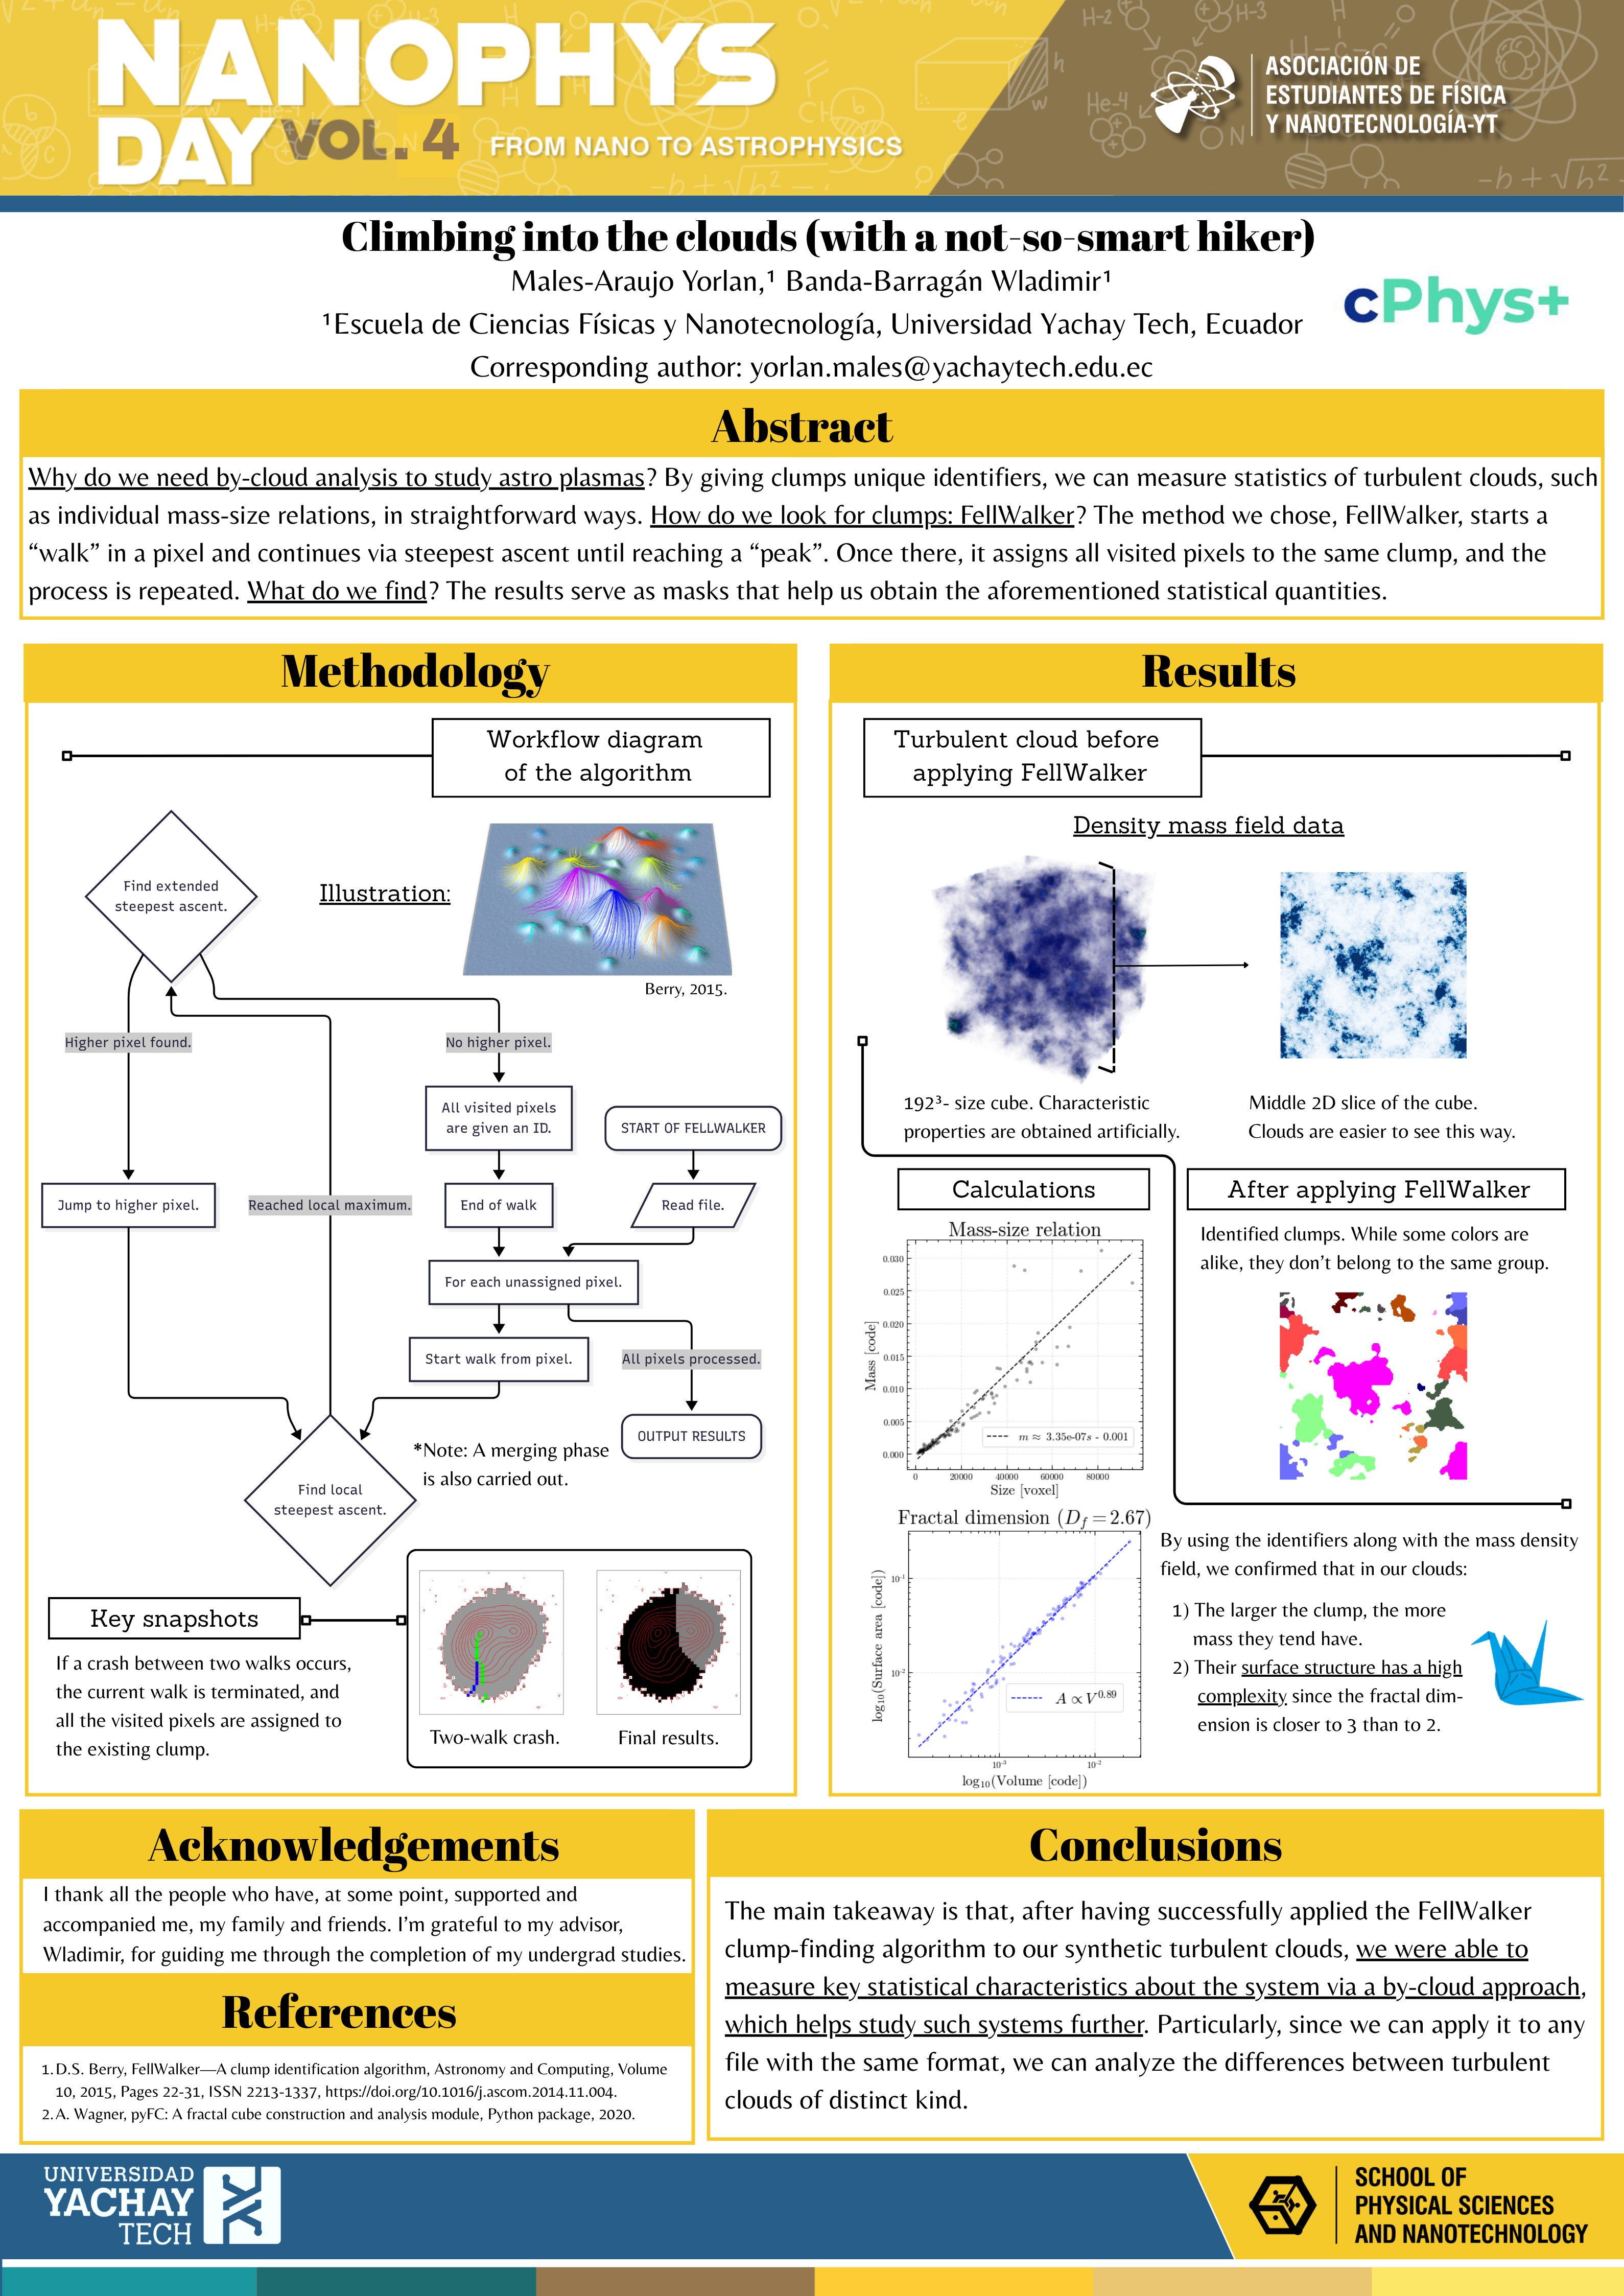 NANOPHYS
DAY VOL. 4
FROM NANO TO ASTROPHYSICS
ASOCIACIÓN DE
ESTUDIANTES DE FÍSICA
Y NANOTECNOLOGÍA-YT
H-2
H-3
He-4
Climbing into the clouds (with a not-so-smart hiker)
Males-Araujo Yorlan,¹ Banda-Barragán Wladimir¹
¹Escuela de Ciencias Físicas y Nanotecnología, Universidad Yachay Tech, Ecuador
Corresponding author: yorlan.males@yachaytech.edu.ec
cPhys+
Abstract
Why do we need by-cloud analysis to study astro plasmas? By giving clumps unique identifiers, we can measure statistics of turbulent clouds, such
as individual mass-size relations, in straightforward ways. How do we look for clumps: FellWalker? The method we chose, FellWalker, starts a
“walk” in a pixel and continues via steepest ascent until reaching a “peak”. Once there, it assigns all visited pixels to the same clump, and the
process is repeated. What do we find? The results serve as masks that help us obtain the aforementioned statistical quantities.
Methodology
Workflow diagram
of the algorithm
Find extended
steepest ascent.
Illustration:
Berry, 2015.
Higher pixel found.
No higher pixel.
All visited pixels
are given an ID.
START OF FELLWALKER
Jump to higher pixel.
Reached local maximum.
End of walk
Read file.
For each unassigned pixel.
Start walk from pixel.
All pixels processed.
OUTPUT RESULTS
*Note: A merging phase
is also carried out.
Find local
steepest ascent.
Key snapshots
If a crash between two walks occurs,
the current walk is terminated, and
all the visited pixels are assigned to
the existing clump.
Two-walk crash.
Final results.
Results
Turbulent cloud before
applying FellWalker
Density mass field data
192³- size cube. Characteristic
properties are obtained artificially.
Middle 2D slice of the cube.
Clouds are easier to see this way.
Calculations
Mass-size relation
0.030
0.025
0.020
0.015
0.010
0.005
0.000
Mass [code]
m ≈ 3.35e-07s - 0.001
0 20000 40000 60000 80000
Size [voxel]
Fractal dimension (D_f = 2.67)
10⁻¹
10⁻²
log₁₀(Surface area [code])
A ∝ V^0.89
10⁻³ 10⁻²
log₁₀(Volume [code])
After applying FellWalker
Identified clumps. While some colors are
alike, they don’t belong to the same group.
By using the identifiers along with the mass density
field, we confirmed that in our clouds:
1) The larger the clump, the more
mass they tend have.
2) Their surface structure has a high
complexity since the fractal dim-
ension is closer to 3 than to 2.
Acknowledgements
I thank all the people who have, at some point, supported and
accompanied me, my family and friends. I’m grateful to my advisor,
Wladimir, for guiding me through the completion of my undergrad studies.
References
1. D.S. Berry, FellWalker—A clump identification algorithm, Astronomy and Computing, Volume
10, 2015, Pages 22-31, ISSN 2213-1337, https://doi.org/10.1016/j.ascom.2014.11.004.
2. A. Wagner, pyFC: A fractal cube construction and analysis module, Python package, 2020.
Conclusions
The main takeaway is that, after having successfully applied the FellWalker
clump-finding algorithm to our synthetic turbulent clouds, we were able to
measure key statistical characteristics about the system via a by-cloud approach,
which helps study such systems further. Particularly, since we can apply it to any
file with the same format, we can analyze the differences between turbulent
clouds of distinct kind.
UNIVERSIDAD
YACHAY
TECH
SCHOOL OF
PHYSICAL SCIENCES
AND NANOTECHNOLOGY